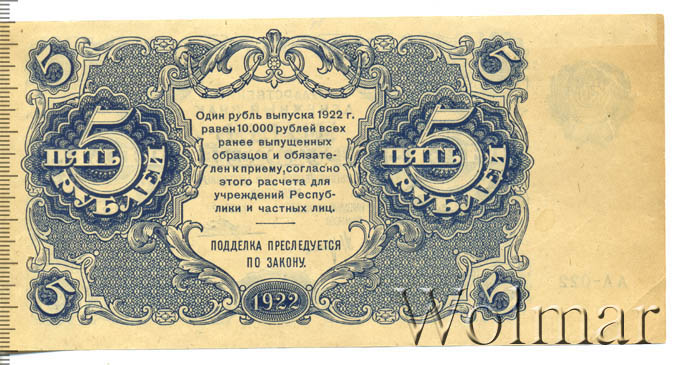 5 5
Один рубль выпуска 1922 г.
равен 10.000 рублей всех
ранее выпущенных
образцов и обязате-
лен к приему, согласно
этого расчета для
учреждений Респуб-
лики и частных лиц.
5 ПЯТЬ РУБЛЕЙ
5 ПЯТЬ РУБЛЕЙ
ПОДДЕЛКА ПРЕСЛЕДУЕТСЯ
ПО ЗАКОНУ.
5 1922 5
Wolmar